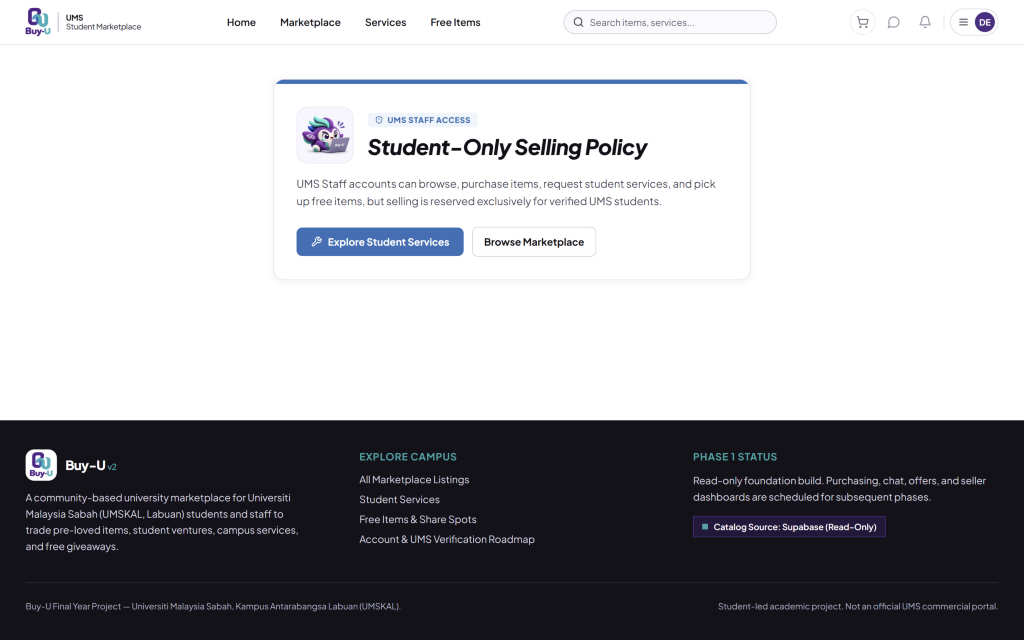 Buy-U
UMS
Student Marketplace
Home
Marketplace
Services
Free Items
Search items, services...
DE
UMS STAFF ACCESS
Student-Only Selling Policy
UMS Staff accounts can browse, purchase items, request student services, and pick
up free items, but selling is reserved exclusively for verified UMS students.
Explore Student Services
Browse Marketplace
Buy-U
Buy-U v2
A community-based university marketplace for Universiti
Malaysia Sabah (UMSKAL, Labuan) students and staff to
trade pre-loved items, student ventures, campus services,
and free giveaways.
EXPLORE CAMPUS
All Marketplace Listings
Student Services
Free Items & Share Spots
Account & UMS Verification Roadmap
PHASE 1 STATUS
Read-only foundation build. Purchasing, chat, offers, and seller
dashboards are scheduled for subsequent phases.
Catalog Source: Supabase (Read-Only)
Buy-U Final Year Project — Universiti Malaysia Sabah, Kampus Antarabangsa Labuan (UMSKAL).
Student-led academic project. Not an official UMS commercial portal.